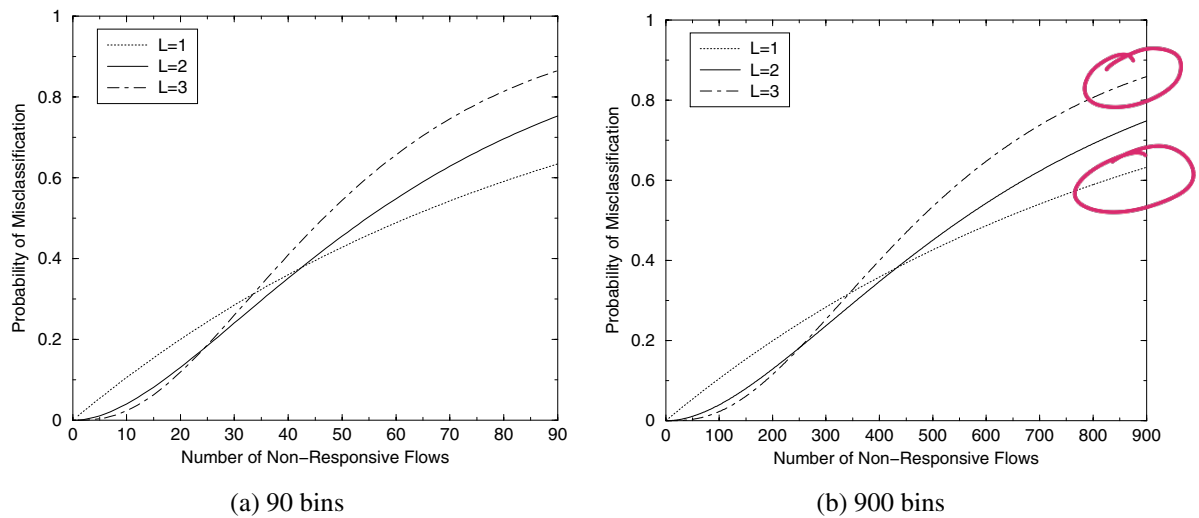 1
0.8
0.6
0.4
0.2
0
Probability of Misclassification
L=1
L=2
L=3
0 10 20 30 40 50 60 70 80 90
Number of Non−Responsive Flows
(a) 90 bins
1
0.8
0.6
0.4
0.2
0
Probability of Misclassification
L=1
L=2
L=3
0 100 200 300 400 500 600 700 800 900
Number of Non−Responsive Flows
(b) 900 bins